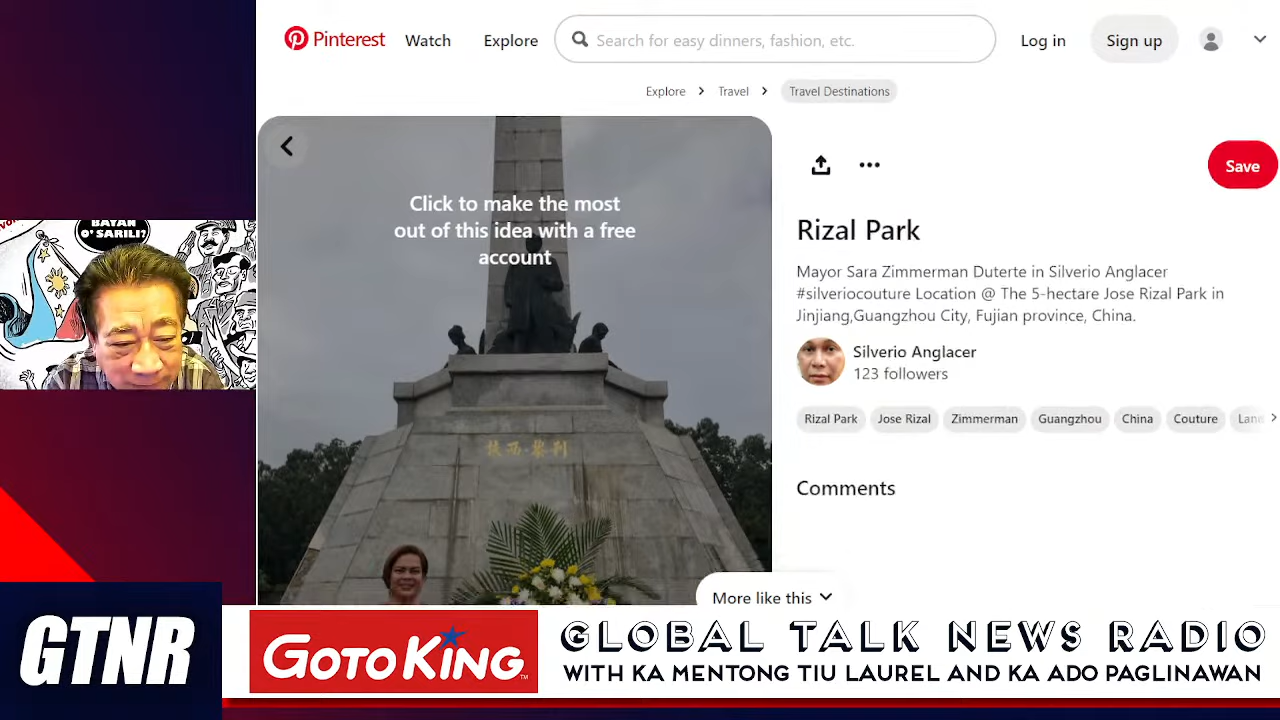 Pinterest
Watch
Explore
Search for easy dinners, fashion, etc.
Log in
Sign up
Explore
Travel
Travel Destinations
Click to make the most
out of this idea with a free
account
Save
Rizal Park
Mayor Sara Zimmerman Duterte in Silverio Anglacer
#silveriocouture Location @ The 5-hectare Jose Rizal Park in
Jinjiang,Guangzhou City, Fujian province, China.
BAYAN
O' SARILI?
Silverio Anglacer
123 followers
Rizal Park
Jose Rizal
Zimmerman
Guangzhou
China
Couture
Comments
More like this
GTNR
GOTO KING
TM
GLOBAL TALK NEWS RADIO
WITH KA MENTONG TIU LAUREL AND KA ADO PAGLINAWAN